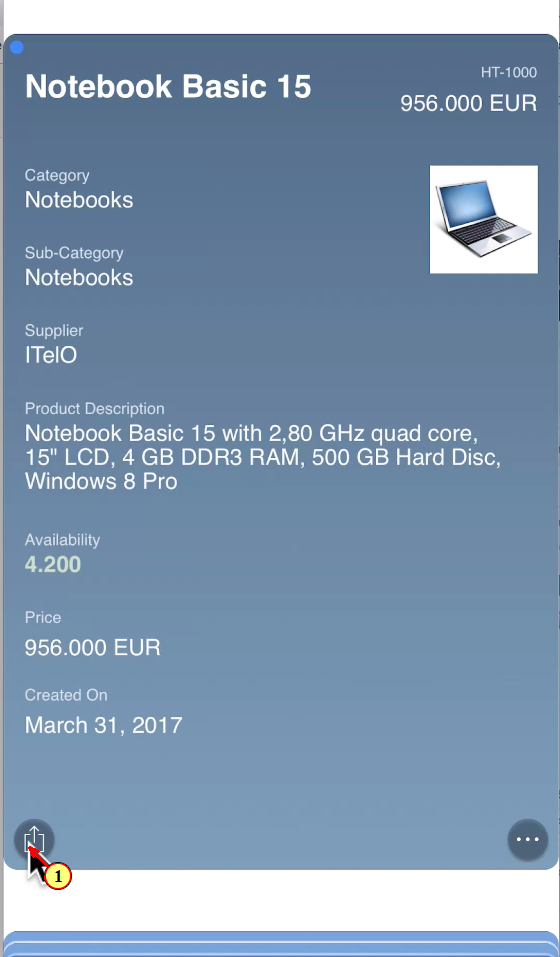 Notebook Basic 15
HT-1000
956.000 EUR
Category
Notebooks
Sub-Category
Notebooks
Supplier
ITelO
Product Description
Notebook Basic 15 with 2,80 GHz quad core,
15" LCD, 4 GB DDR3 RAM, 500 GB Hard Disc,
Windows 8 Pro
Availability
4.200
Price
956.000 EUR
Created On
March 31, 2017
1